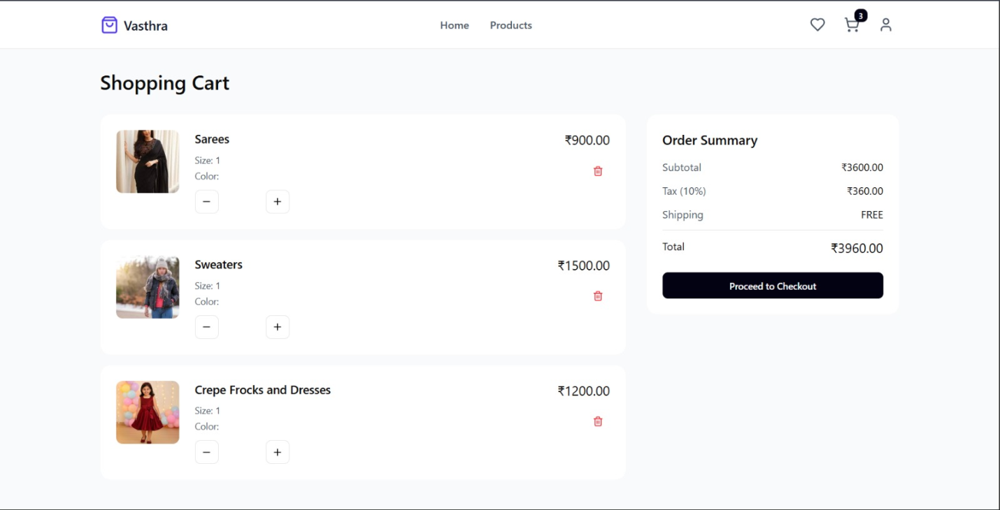 Vasthra
Home
Products
3
Shopping Cart
Sarees
₹900.00
Size: 1
Color:
−
+
Sweaters
₹1500.00
Size: 1
Color:
−
+
Crepe Frocks and Dresses
₹1200.00
Size: 1
Color:
−
+
Order Summary
Subtotal ₹3600.00
Tax (10%) ₹360.00
Shipping FREE
Total ₹3960.00
Proceed to Checkout